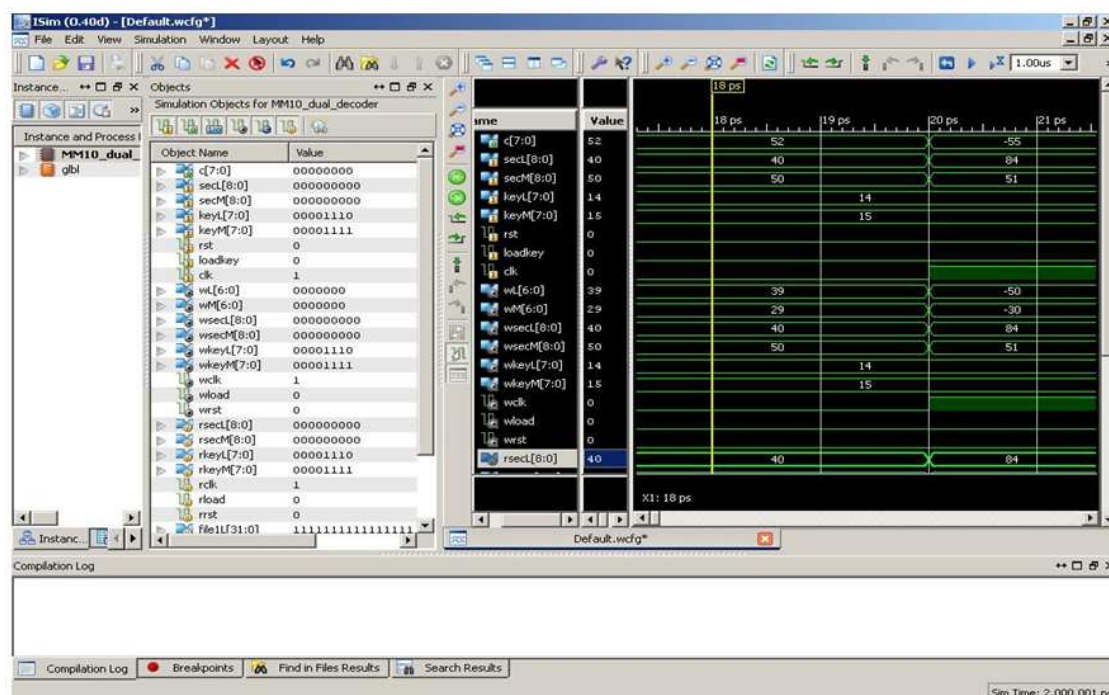 ISim (0.40d) - [Default.wcfg*]
File Edit View Simulation Window Layout Help
1.00us
Instance...
Objects
Simulation Objects for MM10_dual_decoder
Instance and Process
MM10_dual_
glbl
Object Name Value
c[7:0] 00000000
secL[8:0] 000000000
secM[8:0] 000000000
keyL[7:0] 00001110
keyM[7:0] 00001111
rst 0
loadkey 0
clk 1
wL[6:0] 0000000
wM[6:0] 0000000
wsecL[8:0] 000000000
wsecM[8:0] 000000000
wkeyL[7:0] 00001110
wkeyM[7:0] 00001111
wclk 1
wload 0
wrst 0
rsecL[8:0] 000000000
rsecM[8:0] 000000000
rkeyL[7:0] 00001110
rkeyM[7:0] 00001111
rclk 1
rload 0
rrst 0
file1L[31:0] 1111111111111111
18 ps
ame Value
18 ps 19 ps 20 ps 21 ps
c[7:0] 52 52 -55
secL[8:0] 40 40 84
secM[8:0] 50 50 51
keyL[7:0] 14 14
keyM[7:0] 15 15
rst 0
loadkey 0
clk 0
wL[6:0] 39 39 -50
wM[6:0] 29 29 -30
wsecL[8:0] 40 40 84
wsecM[8:0] 50 50 51
wkeyL[7:0] 14 14
wkeyM[7:0] 15 15
wclk 0
wload 0
wrst 0
rsecL[8:0] 40 40 84
X1: 18 ps
Instanc...
Default.wcfg*
Compilation Log
Compilation Log Breakpoints Find in Files Results Search Results
Sim Time: 2,000,001